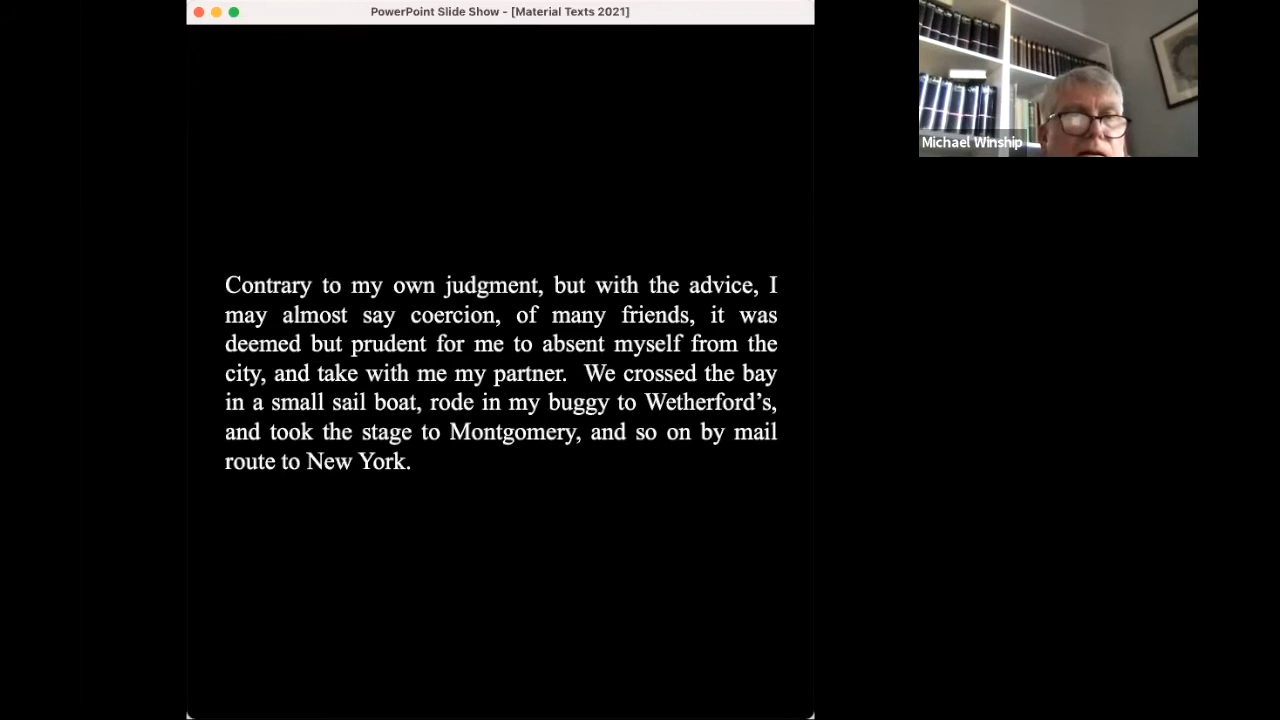 PowerPoint Slide Show - [Material Texts 2021]
Michael Winship
Contrary to my own judgment, but with the advice, I
may almost say coercion, of many friends, it was
deemed but prudent for me to absent myself from the
city, and take with me my partner.  We crossed the bay
in a small sail boat, rode in my buggy to Wetherford’s,
and took the stage to Montgomery, and so on by mail
route to New York.